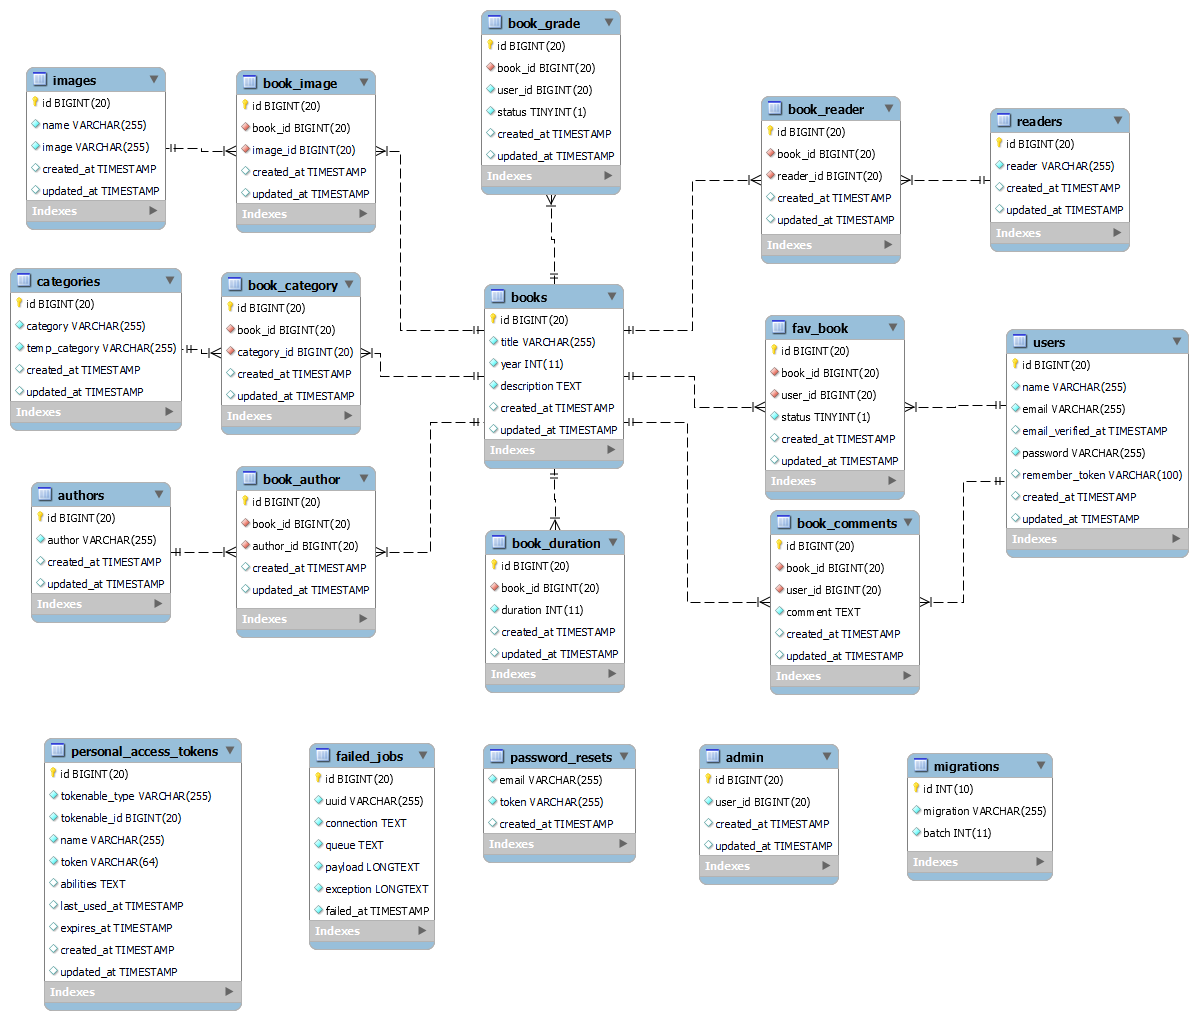 book_grade
id BIGINT(20)
book_id BIGINT(20)
user_id BIGINT(20)
status TINYINT(1)
created_at TIMESTAMP
updated_at TIMESTAMP
Indexes
images
id BIGINT(20)
name VARCHAR(255)
image VARCHAR(255)
created_at TIMESTAMP
updated_at TIMESTAMP
Indexes
book_image
id BIGINT(20)
book_id BIGINT(20)
image_id BIGINT(20)
created_at TIMESTAMP
updated_at TIMESTAMP
Indexes
book_reader
id BIGINT(20)
book_id BIGINT(20)
reader_id BIGINT(20)
created_at TIMESTAMP
updated_at TIMESTAMP
Indexes
readers
id BIGINT(20)
reader VARCHAR(255)
created_at TIMESTAMP
updated_at TIMESTAMP
Indexes
categories
id BIGINT(20)
category VARCHAR(255)
temp_category VARCHAR(255)
created_at TIMESTAMP
updated_at TIMESTAMP
Indexes
book_category
id BIGINT(20)
book_id BIGINT(20)
category_id BIGINT(20)
created_at TIMESTAMP
updated_at TIMESTAMP
Indexes
books
id BIGINT(20)
title VARCHAR(255)
year INT(11)
description TEXT
created_at TIMESTAMP
updated_at TIMESTAMP
Indexes
fav_book
id BIGINT(20)
book_id BIGINT(20)
user_id BIGINT(20)
status TINYINT(1)
created_at TIMESTAMP
updated_at TIMESTAMP
Indexes
users
id BIGINT(20)
name VARCHAR(255)
email VARCHAR(255)
email_verified_at TIMESTAMP
password VARCHAR(255)
remember_token VARCHAR(100)
created_at TIMESTAMP
updated_at TIMESTAMP
Indexes
authors
id BIGINT(20)
author VARCHAR(255)
created_at TIMESTAMP
updated_at TIMESTAMP
Indexes
book_author
id BIGINT(20)
book_id BIGINT(20)
author_id BIGINT(20)
created_at TIMESTAMP
updated_at TIMESTAMP
Indexes
book_duration
id BIGINT(20)
book_id BIGINT(20)
duration INT(11)
created_at TIMESTAMP
updated_at TIMESTAMP
Indexes
book_comments
id BIGINT(20)
book_id BIGINT(20)
user_id BIGINT(20)
comment TEXT
created_at TIMESTAMP
updated_at TIMESTAMP
Indexes
personal_access_tokens
id BIGINT(20)
tokenable_type VARCHAR(255)
tokenable_id BIGINT(20)
name VARCHAR(255)
token VARCHAR(64)
abilities TEXT
last_used_at TIMESTAMP
expires_at TIMESTAMP
created_at TIMESTAMP
updated_at TIMESTAMP
Indexes
failed_jobs
id BIGINT(20)
uuid VARCHAR(255)
connection TEXT
queue TEXT
payload LONGTEXT
exception LONGTEXT
failed_at TIMESTAMP
Indexes
password_resets
email VARCHAR(255)
token VARCHAR(255)
created_at TIMESTAMP
Indexes
admin
id BIGINT(20)
user_id BIGINT(20)
created_at TIMESTAMP
updated_at TIMESTAMP
Indexes
migrations
id INT(10)
migration VARCHAR(255)
batch INT(11)
Indexes